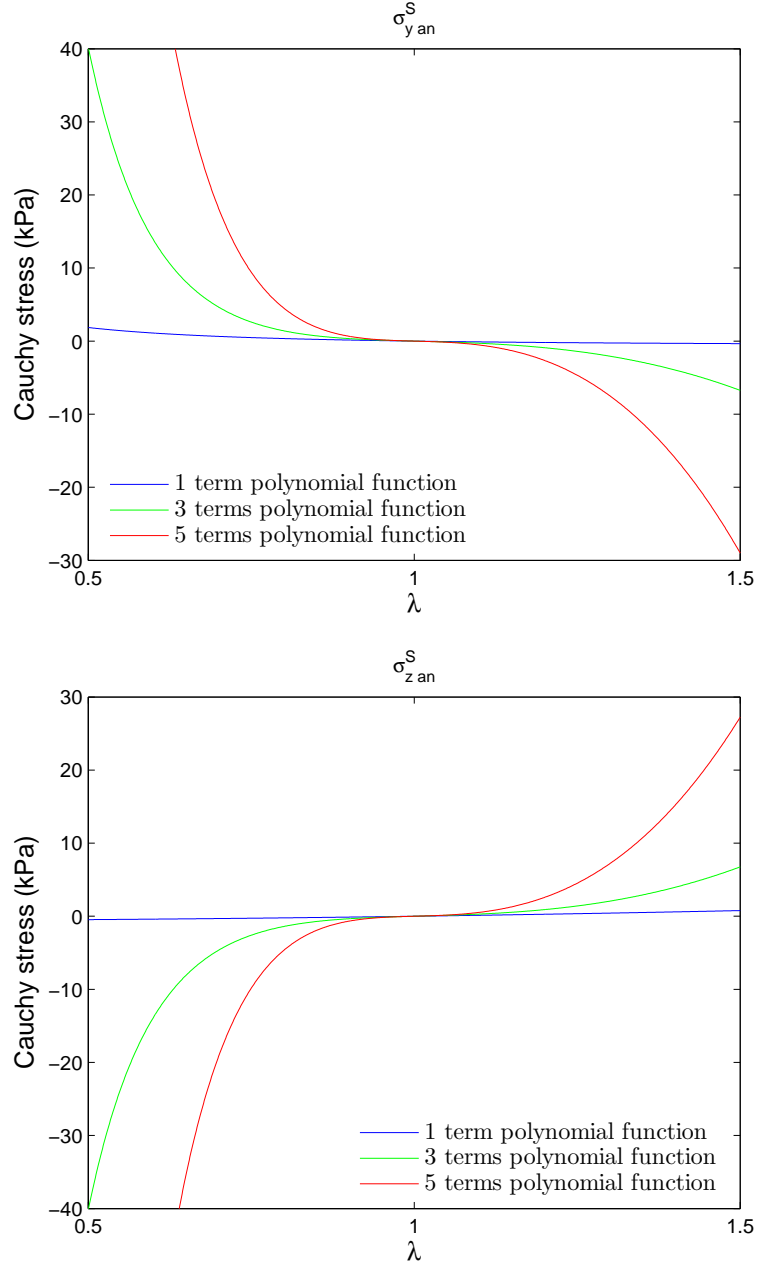 σ_{y an}^{S}
Cauchy stress (kPa)
40
30
20
10
0
−10
−20
−30
1 term polynomial function
3 terms polynomial function
5 terms polynomial function
0.5 1 1.5
λ
σ_{z an}^{S}
Cauchy stress (kPa)
30
20
10
0
−10
−20
−30
−40
1 term polynomial function
3 terms polynomial function
5 terms polynomial function
0.5 1 1.5
λ